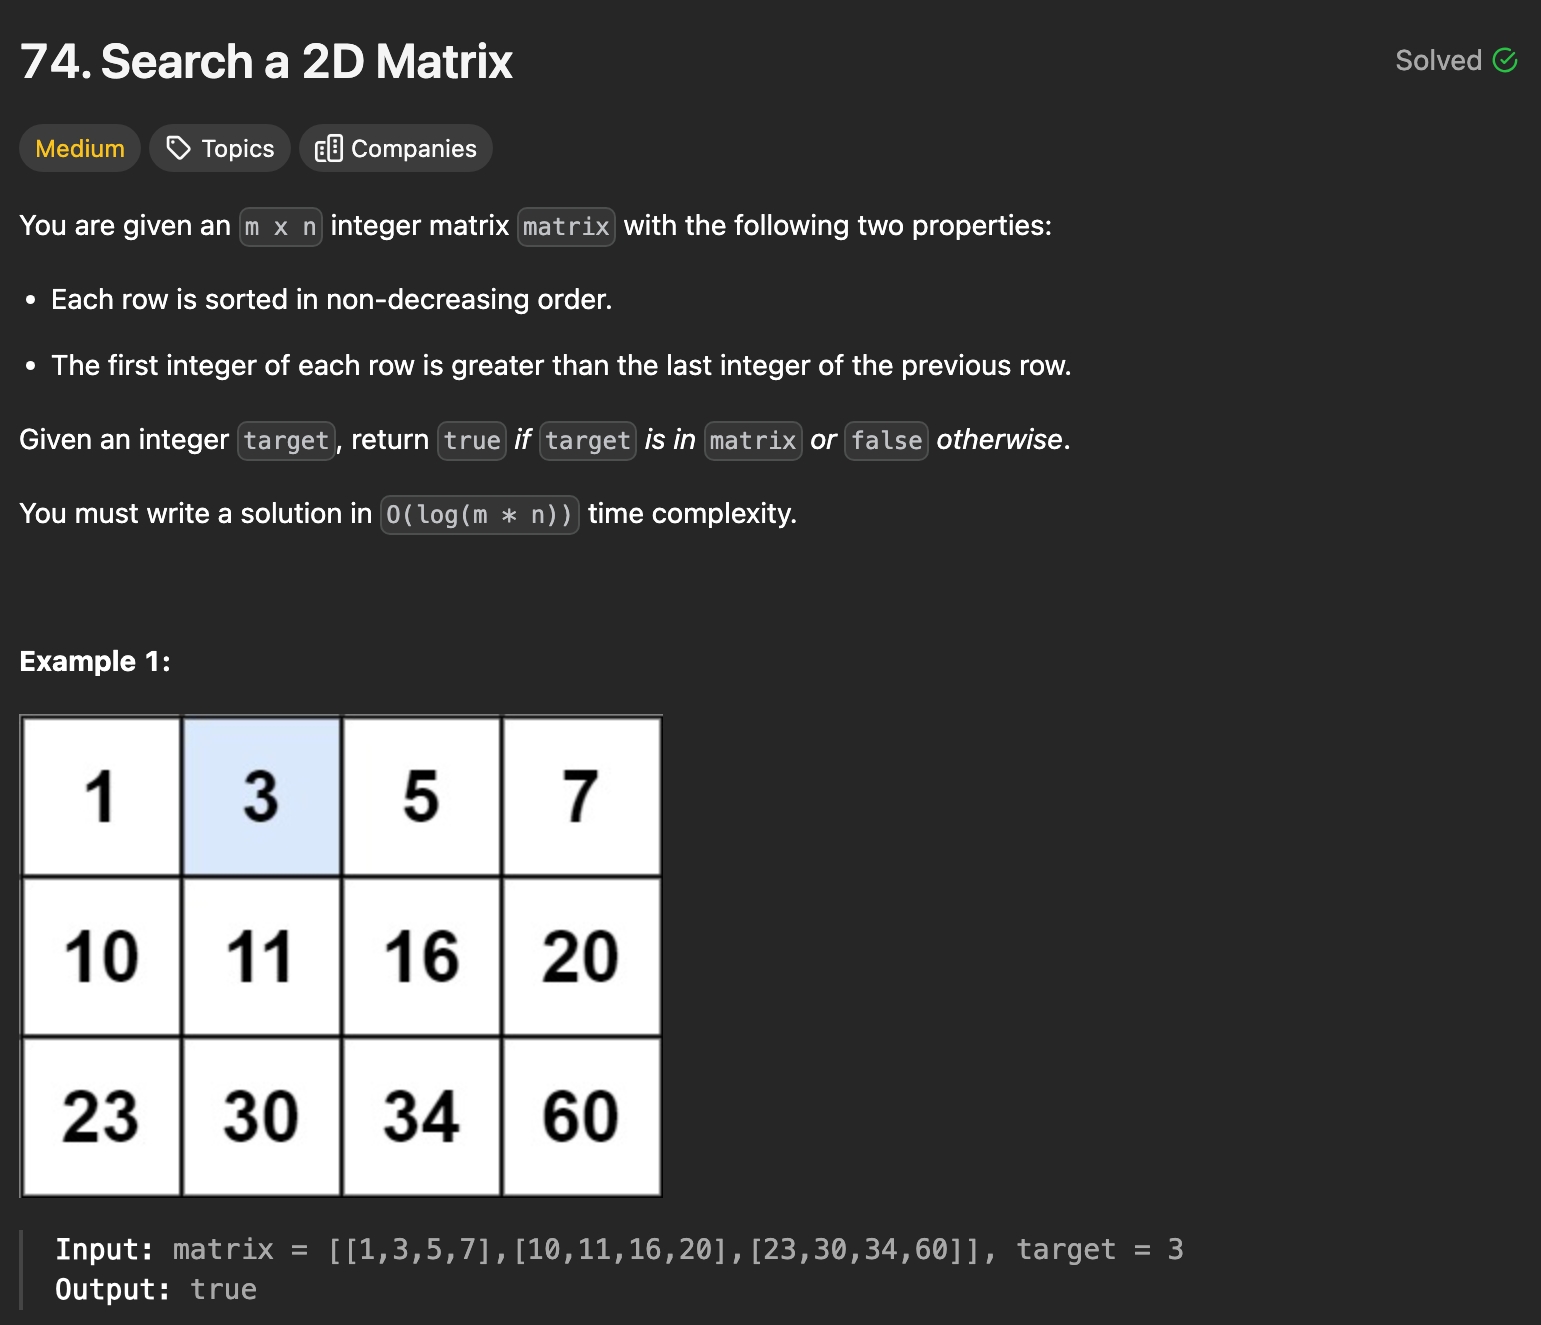 74. Search a 2D Matrix
Solved
Medium Topics Companies
You are given an m x n integer matrix matrix with the following two properties:
• Each row is sorted in non-decreasing order.
• The first integer of each row is greater than the last integer of the previous row.
Given an integer target, return true if target is in matrix or false otherwise.
You must write a solution in O(log(m * n)) time complexity.
Example 1:
1 3 5 7
10 11 16 20
23 30 34 60
Input: matrix = [[1,3,5,7],[10,11,16,20],[23,30,34,60]], target = 3
Output: true